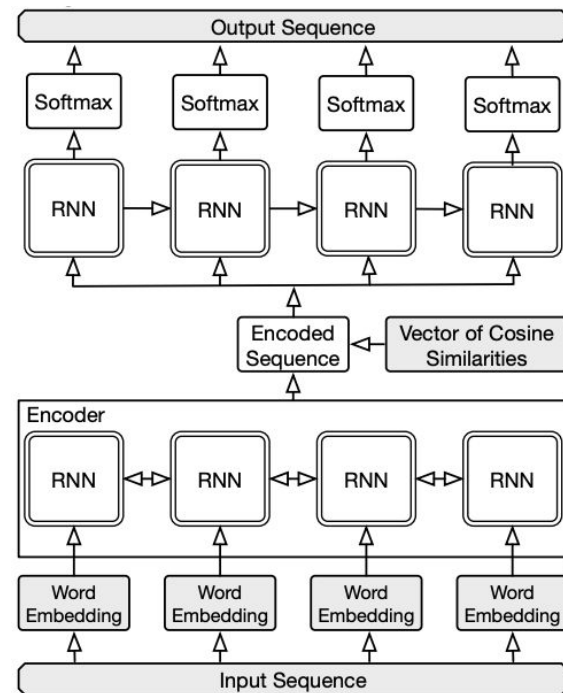 Output Sequence
Softmax Softmax Softmax Softmax
RNN RNN RNN RNN
Encoded Sequence
Vector of Cosine Similarities
Encoder
RNN RNN RNN RNN
Word Embedding Word Embedding Word Embedding Word Embedding
Input Sequence